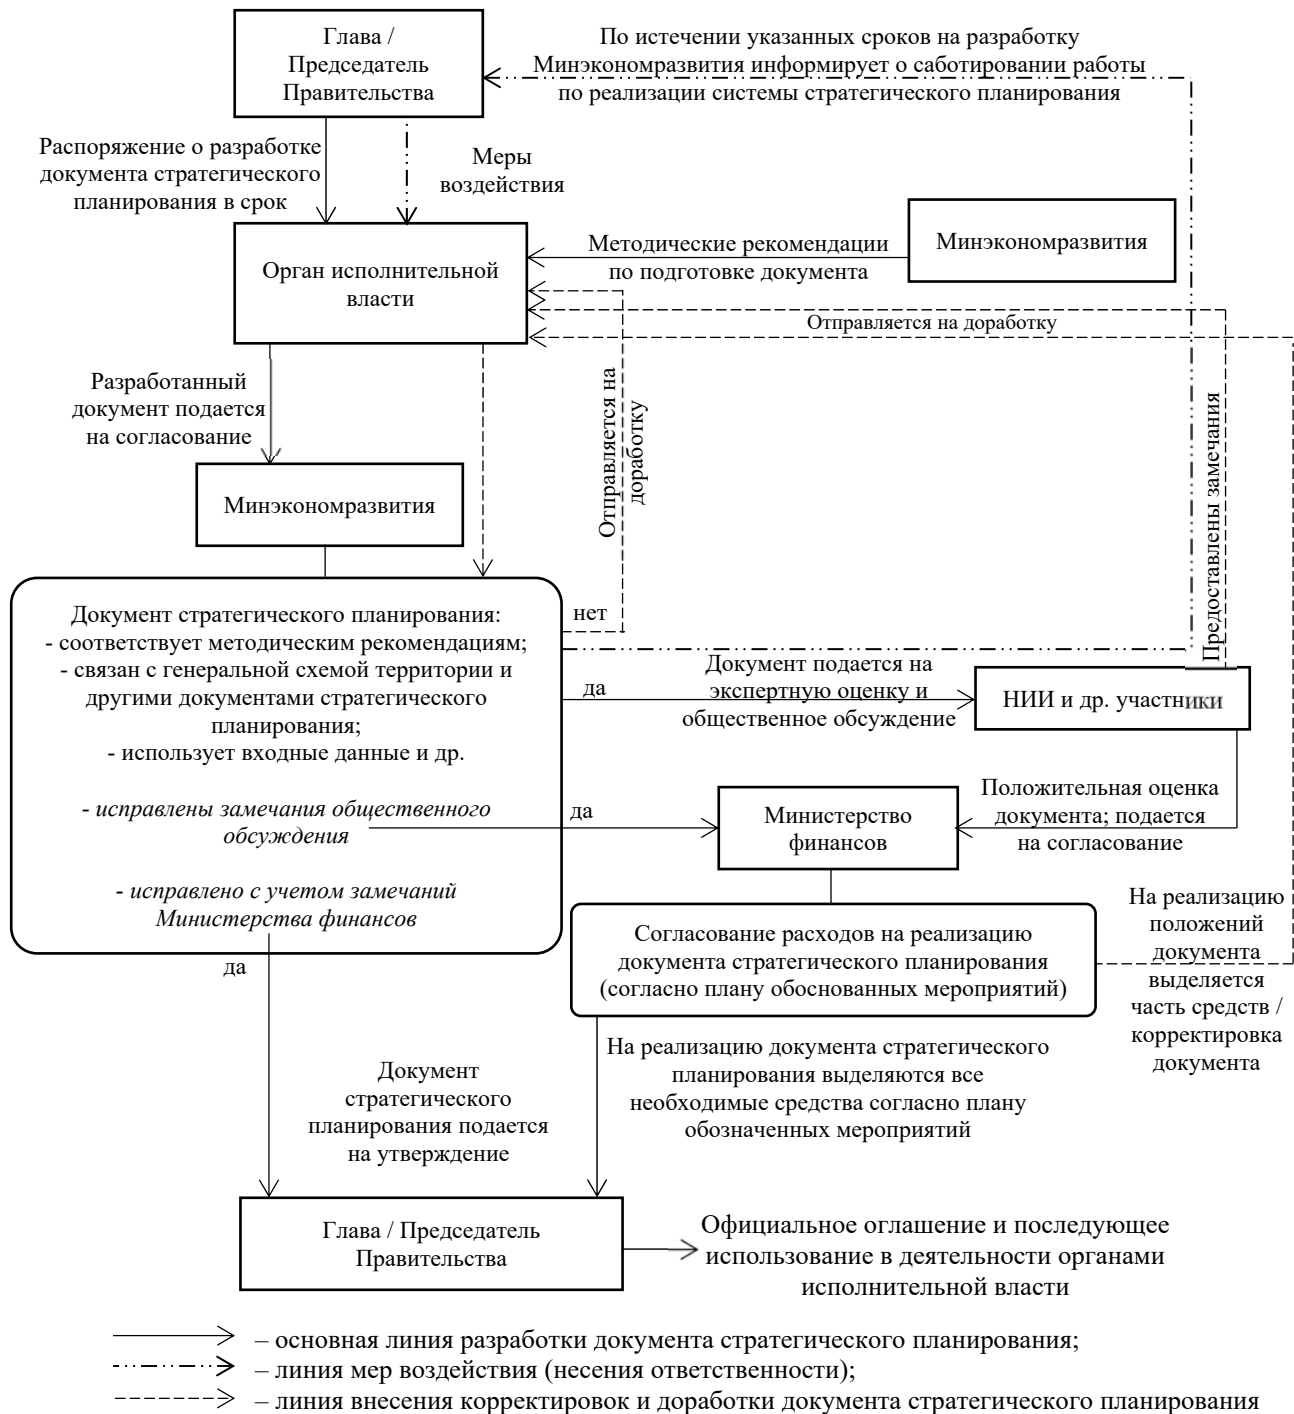 Глава /
Председатель
Правительства
По истечении указанных сроков на разработку
Минэкономразвития информирует о саботировании работы
по реализации системы стратегического планирования
Распоряжение о разработке
документа стратегического
планирования в срок
Меры
воздействия
Орган исполнительной
власти
Методические рекомендации
по подготовке документа
Минэкономразвития
Отправляется на доработку
Разработанный
документ подается
на согласование
Отправляется на
доработку
Предоставлены замечания
Минэкономразвития
Документ стратегического планирования:
- соответствует методическим рекомендациям;
- связан с генеральной схемой территории и
другими документами стратегического
планирования;
- использует входные данные и др.
- исправлены замечания общественного
обсуждения
- исправлено с учетом замечаний
Министерства финансов
нет
да
Документ подается на
экспертную оценку и
общественное обсуждение
НИИ и др. участники
да
Министерство
финансов
Положительная оценка
документа; подается
на согласование
Согласование расходов на реализацию
документа стратегического планирования
(согласно плану обоснованных мероприятий)
На реализацию
положений
документа
выделяется
часть средств /
корректировка
документа
да
Документ
стратегического
планирования подается
на утверждение
На реализацию документа стратегического
планирования выделяются все
необходимые средства согласно плану
обозначенных мероприятий
Глава / Председатель
Правительства
Официальное оглашение и последующее
использование в деятельности органами
исполнительной власти
– основная линия разработки документа стратегического планирования;
– линия мер воздействия (несения ответственности);
– линия внесения корректировок и доработки документа стратегического планирования